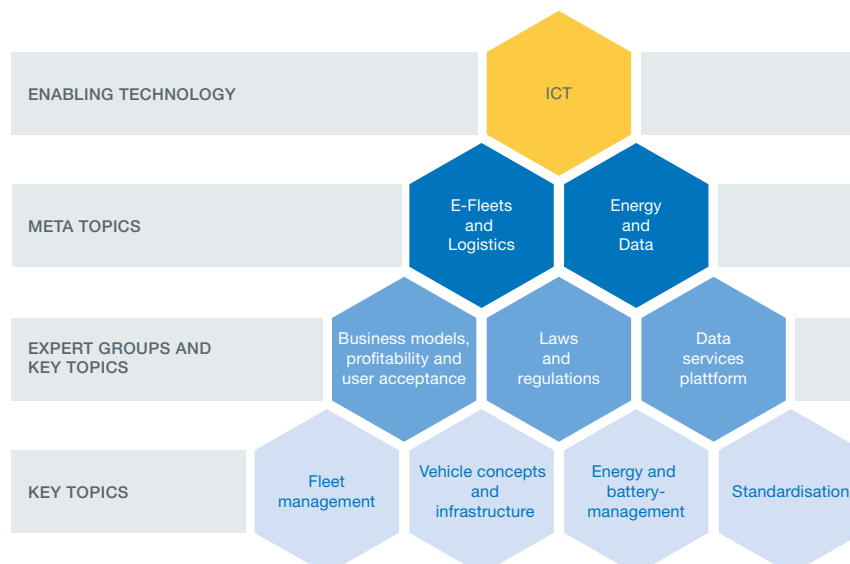 ICT
ENABLING TECHNOLOGY
E-Fleets
and
Logistics
Energy
and
Data
META TOPICS
Business models,
profitability and
user acceptance
Laws
and
regulations
Data
services
plattform
EXPERT GROUPS AND
KEY TOPICS
Fleet
management
Vehicle concepts
and
infrastructure
Energy and
battery-
management
Standardisation
KEY TOPICS